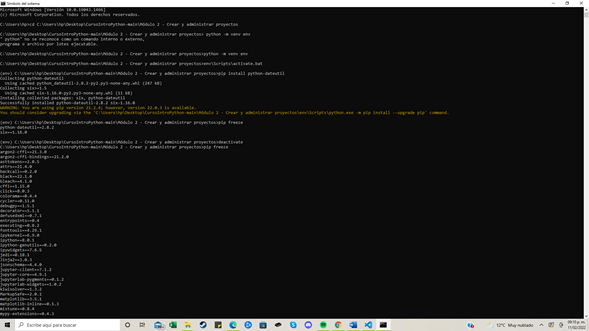 Símbolo del sistema
Microsoft Windows [Versión 10.0.19043.1466]
(c) Microsoft Corporation. Todos los derechos reservados.
C:\Users\hp>cd C:\Users\hp\Desktop\CursoIntroPython-main\Módulo 2 - Crear y administrar proyectos
C:\Users\hp\Desktop\CursoIntroPython-main\Módulo 2 - Crear y administrar proyectos> python -m venv env
" python" no se reconoce como un comando interno o externo,
programa o archivo por lotes ejecutable.
C:\Users\hp\Desktop\CursoIntroPython-main\Módulo 2 - Crear y administrar proyectos>python -m venv env
C:\Users\hp\Desktop\CursoIntroPython-main\Módulo 2 - Crear y administrar proyectos>env\Scripts\activate.bat
(env) C:\Users\hp\Desktop\CursoIntroPython-main\Módulo 2 - Crear y administrar proyectos>pip install python-dateutil
Collecting python-dateutil
Using cached python_dateutil-2.8.2-py2.py3-none-any.whl (247 kB)
Collecting six>=1.5
Using cached six-1.16.0-py2.py3-none-any.whl (11 kB)
Installing collected packages: six, python-dateutil
Successfully installed python-dateutil-2.8.2 six-1.16.0
WARNING: You are using pip version 21.2.4; however, version 22.0.3 is available.
You should consider upgrading via the 'C:\Users\hp\Desktop\CursoIntroPython-main\Módulo 2 - Crear y administrar proyectos\env\Scripts\python.exe -m pip install --upgrade pip' command.
(env) C:\Users\hp\Desktop\CursoIntroPython-main\Módulo 2 - Crear y administrar proyectos>pip freeze
python-dateutil==2.8.2
six==1.16.0
(env) C:\Users\hp\Desktop\CursoIntroPython-main\Módulo 2 - Crear y administrar proyectos>deactivate
C:\Users\hp\Desktop\CursoIntroPython-main\Módulo 2 - Crear y administrar proyectos>pip freeze
argon2-cffi==21.3.0
argon2-cffi-bindings==21.2.0
asttokens==2.0.5
attrs==21.4.0
backcall==0.2.0
black==22.1.0
bleach==4.1.0
cffi==1.15.0
click==8.0.3
colorama==0.4.4
cycler==0.11.0
debugpy==1.5.1
decorator==5.1.1
defusedxml==0.7.1
entrypoints==0.4
executing==0.8.2
fonttools==4.29.1
ipykernel==6.9.0
ipython==8.0.1
ipython-genutils==0.2.0
ipywidgets==7.6.5
jedi==0.18.1
Jinja2==3.0.3
jsonschema==4.4.0
jupyter-client==7.1.2
jupyter-core==4.9.1
jupyterlab-pygments==0.1.2
jupyterlab-widgets==1.0.2
kiwisolver==1.3.2
MarkupSafe==2.0.1
matplotlib==3.5.1
matplotlib-inline==0.1.3
mistune==0.8.4
mypy-extensions==0.4.3
Escribe aquí para buscar
12°C Muy nublado
08:10 p. m.
11/02/2022